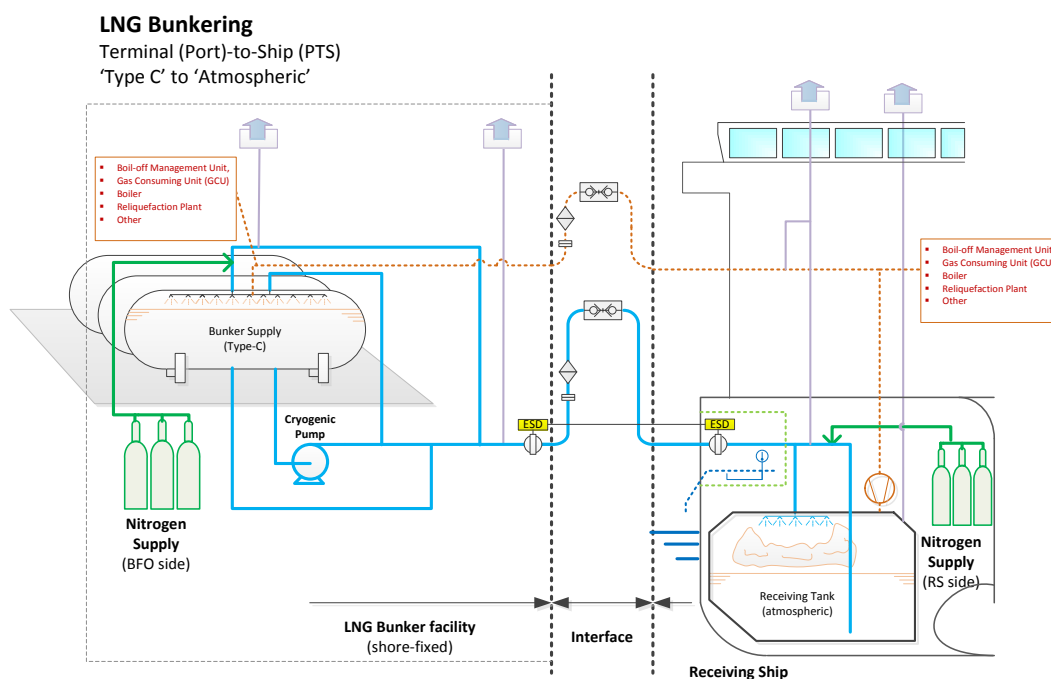 LNG Bunkering
Terminal (Port)-to-Ship (PTS)
‘Type C’ to ‘Atmospheric’
Boil-off Management Unit,
Gas Consuming Unit (GCU)
Boiler
Reliquefaction Plant
Other
Boil-off Management Unit
Gas Consuming Unit (GCU
Boiler
Reliquefaction Plant
Other
Bunker Supply
(Type-C)
Cryogenic
Pump
ESD
ESD
Nitrogen
Supply
(BFO side)
Nitrogen
Supply
(RS side)
Receiving Tank
(atmospheric)
LNG Bunker facility
(shore-fixed)
Interface
Receiving Ship